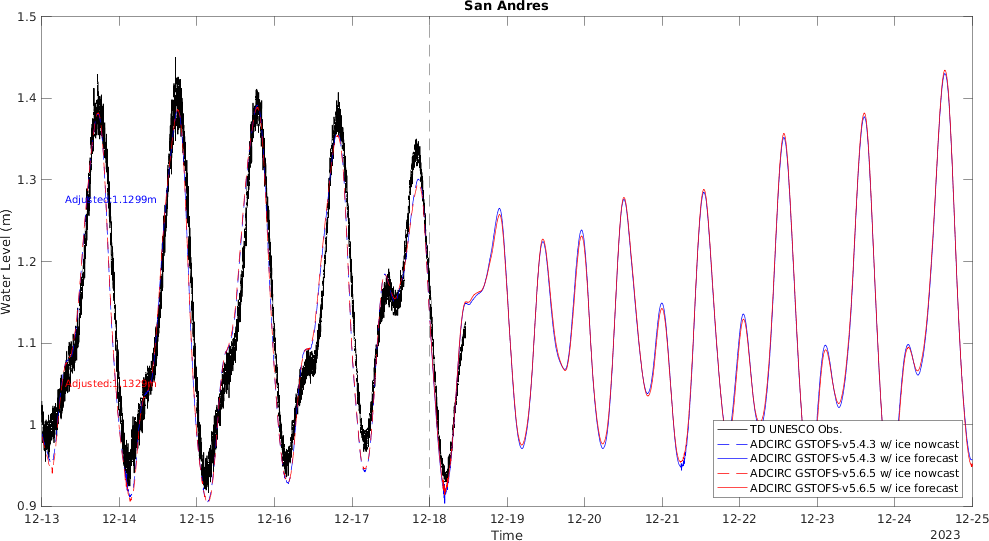 San Andres
1.5
1.4
1.3
1.2
1.1
1
0.9
Water Level (m)
Adjusted:1.1299m
12-13
12-14
12-15
12-16
12-17
12-18
12-19
12-20
12-21
12-22
12-23
12-24
12-25
Time
2023
TD UNESCO Obs.
ADCIRC GSTOFS-v5.4.3 w/ ice nowcast
ADCIRC GSTOFS-v5.4.3 w/ ice forecast
ADCIRC GSTOFS-v5.6.5 w/ ice nowcast
ADCIRC GSTOFS-v5.6.5 w/ ice forecast